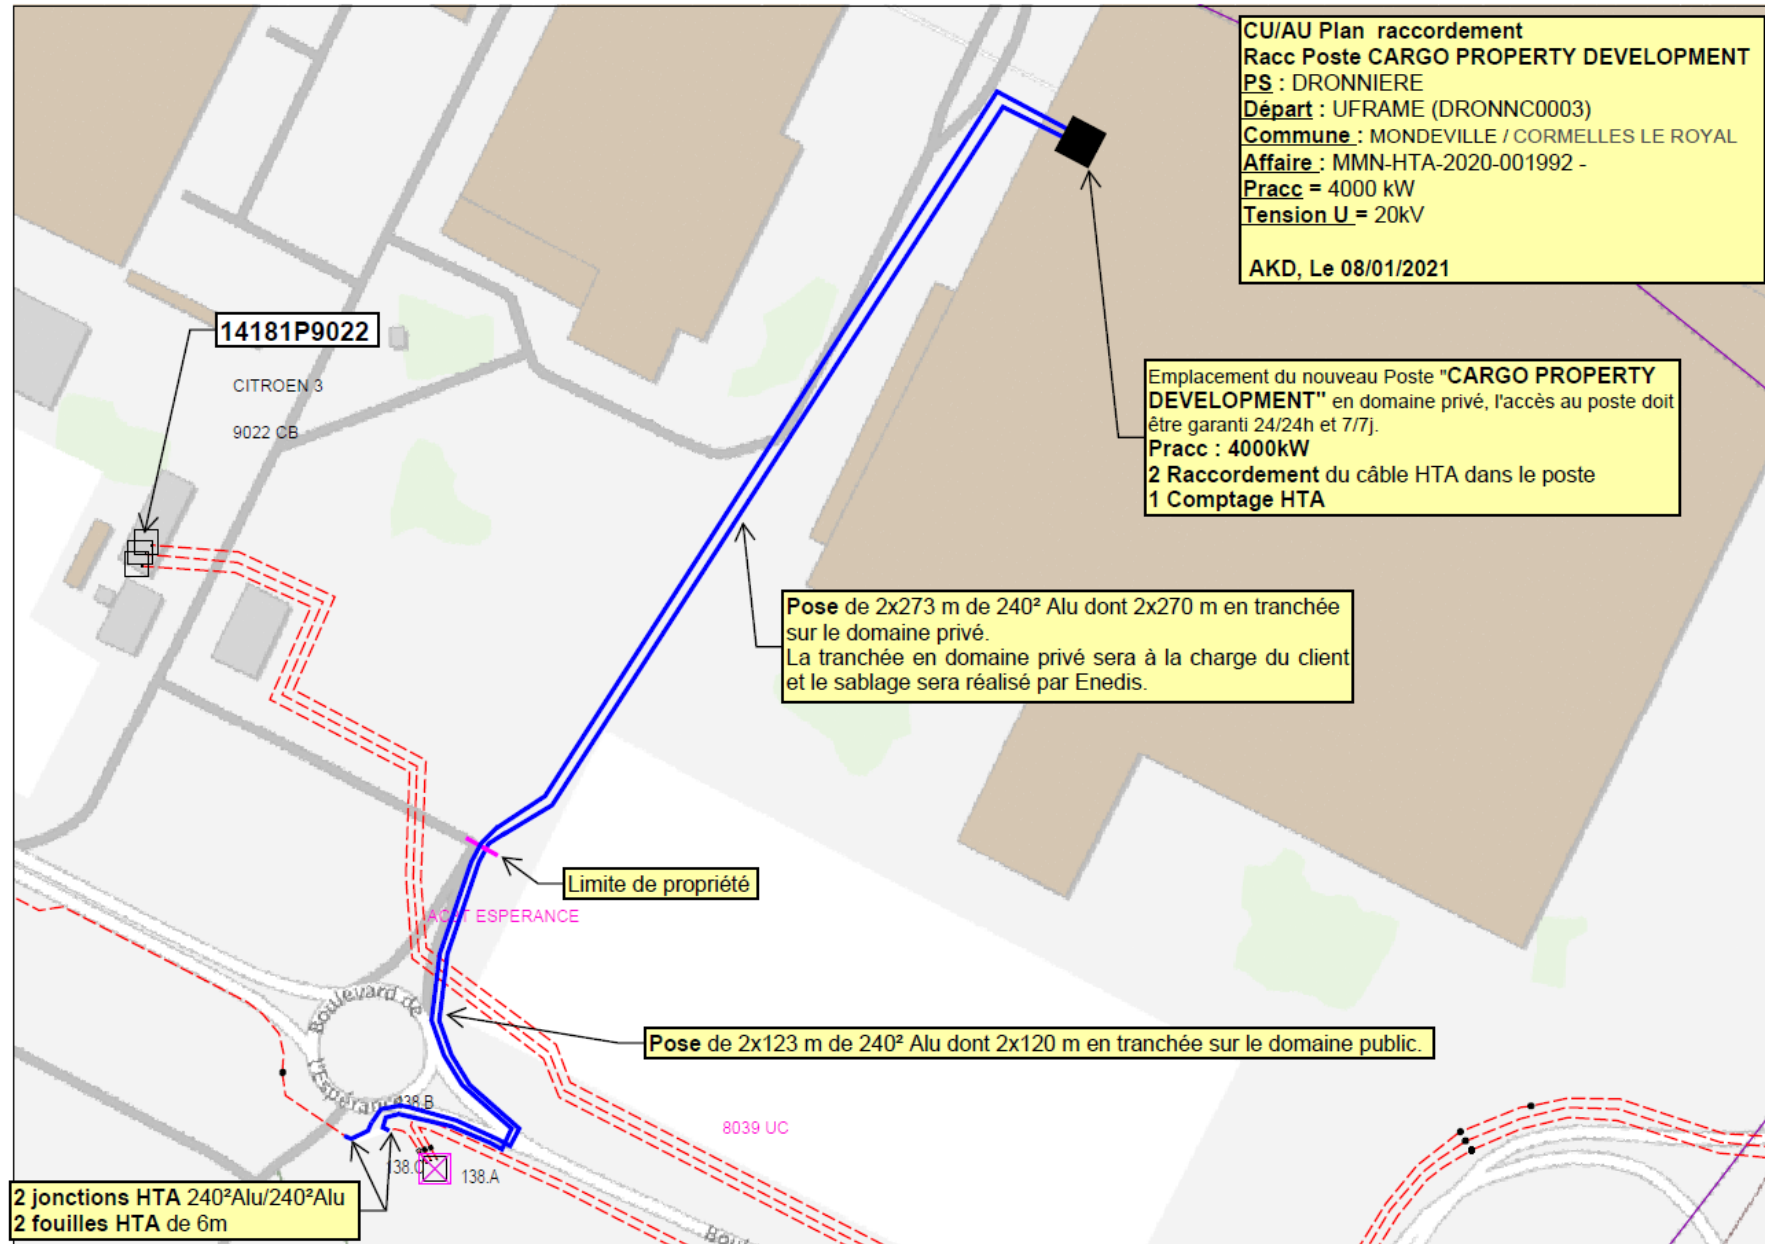 CU/AU Plan raccordement
Racc Poste CARGO PROPERTY DEVELOPMENT
PS : DRONNIERE
Départ : UFRAME (DRONNC0003)
Commune : MONDEVILLE / CORMELLES LE ROYAL
Affaire : MMN-HTA-2020-001992 -
Pracc = 4000 kW
Tension U = 20kV
AKD, Le 08/01/2021
14181P9022
CITROEN 3
9022 CB
Emplacement du nouveau Poste "CARGO PROPERTY
DEVELOPMENT" en domaine privé, l'accès au poste doit
être garanti 24/24h et 7/7j.
Pracc : 4000kW
2 Raccordement du câble HTA dans le poste
1 Comptage HTA
Pose de 2x273 m de 240² Alu dont 2x270 m en tranchée
sur le domaine privé.
La tranchée en domaine privé sera à la charge du client
et le sablage sera réalisé par Enedis.
Limite de propriété
ESPERANCE
Boulevard de
Pose de 2x123 m de 240² Alu dont 2x120 m en tranchée sur le domaine public.
138.B
8039 UC
138.A
2 jonctions HTA 240²Alu/240²Alu
2 fouilles HTA de 6m